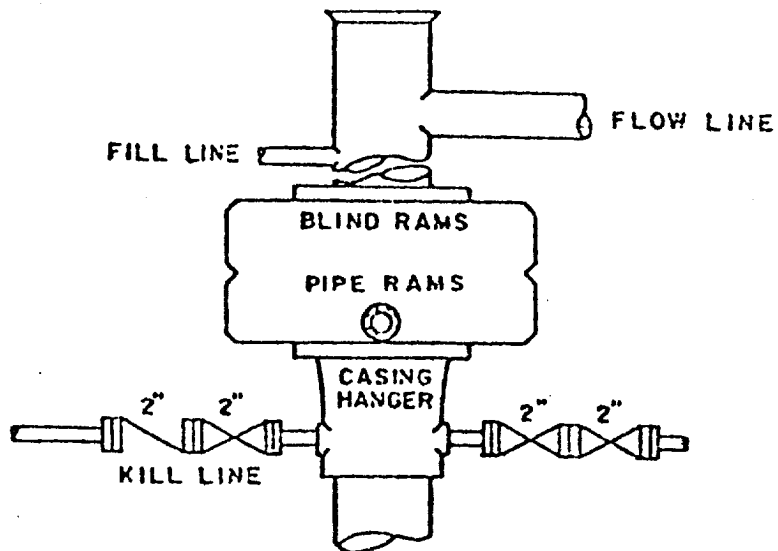 FLOW LINE
FILL LINE
BLIND RAMS
PIPE RAMS
CASING
HANGER
2" 2"
2" 2"
KILL LINE